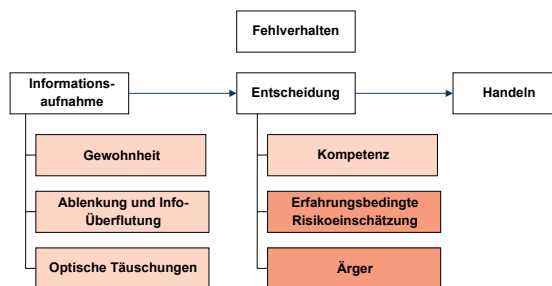 Fehlverhalten
Informations-
aufnahme
Entscheidung
Handeln
Gewohnheit
Ablenkung und Info-
Überflutung
Optische Täuschungen
Kompetenz
Erfahrungsbedingte
Risikoeinschätzung
Ärger